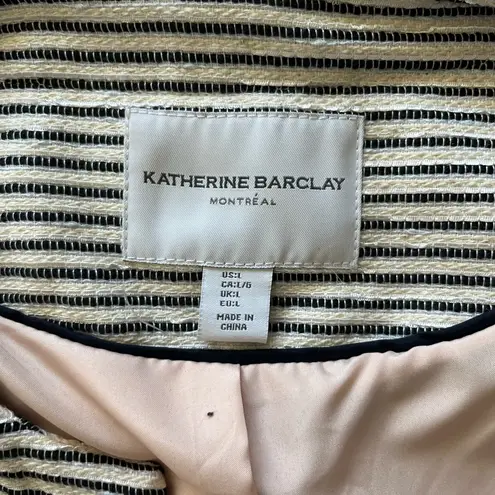 KATHERINE BARCLAY
MONTRÉAL
US:L
CA:L/G
UK:L
EU:L
MADE IN
CHINA